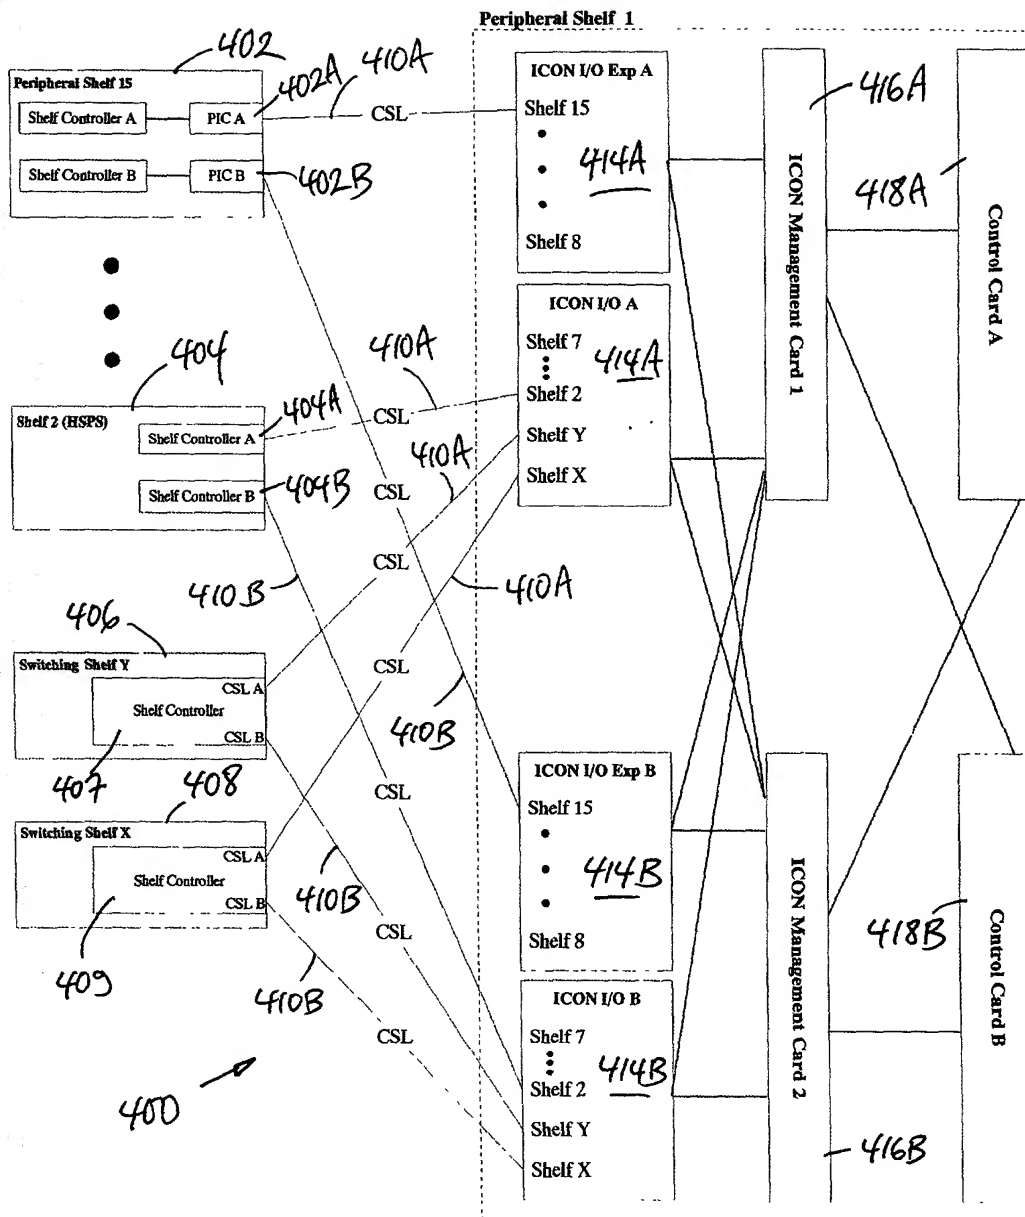 Peripheral Shelf 1
402
410A
Peripheral Shelf 15
402A
Shelf Controller A
PIC A
CSL
Shelf Controller B
PIC B
402B
ICON I/O Exp A
Shelf 15
414A
Shelf 8
416A
ICON Management Card 1
418A
Control Card A
ICON I/O A
Shelf 7
414A
Shelf 2
Shelf Y
Shelf X
404
410A
Shelf 2 (HSPS)
404A
Shelf Controller A
CSL
Shelf Controller B
404B
410A
CSL
CSL
410B
410A
406
Switching Shelf Y
CSL A
Shelf Controller
CSL B
407
CSL
410B
408
Switching Shelf X
CSL A
Shelf Controller
CSL B
409
CSL
410B
CSL
410B
CSL
400
ICON I/O Exp B
Shelf 15
414B
Shelf 8
ICON Management Card 2
418B
Control Card B
ICON I/O B
Shelf 7
414B
Shelf 2
Shelf Y
Shelf X
416B